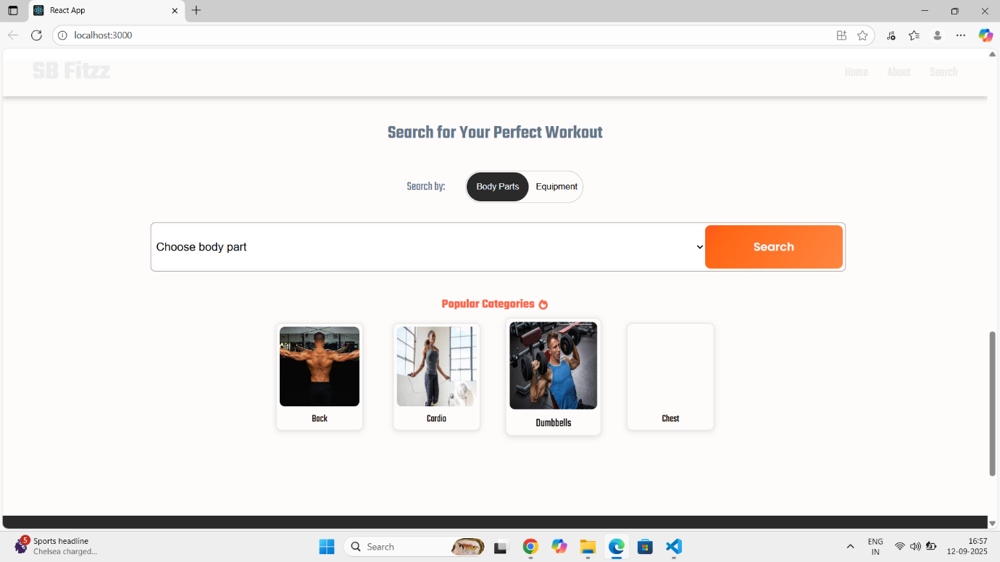 React App
localhost:3000
SB Fitzz
Home About Search
Search for Your Perfect Workout
Search by: Body Parts Equipment
Choose body part
Search
Popular Categories
Back Cardio Dumbbells Chest
5
Sports headline
Chelsea charged...
Search
ENG
IN
16:57
12-09-2025